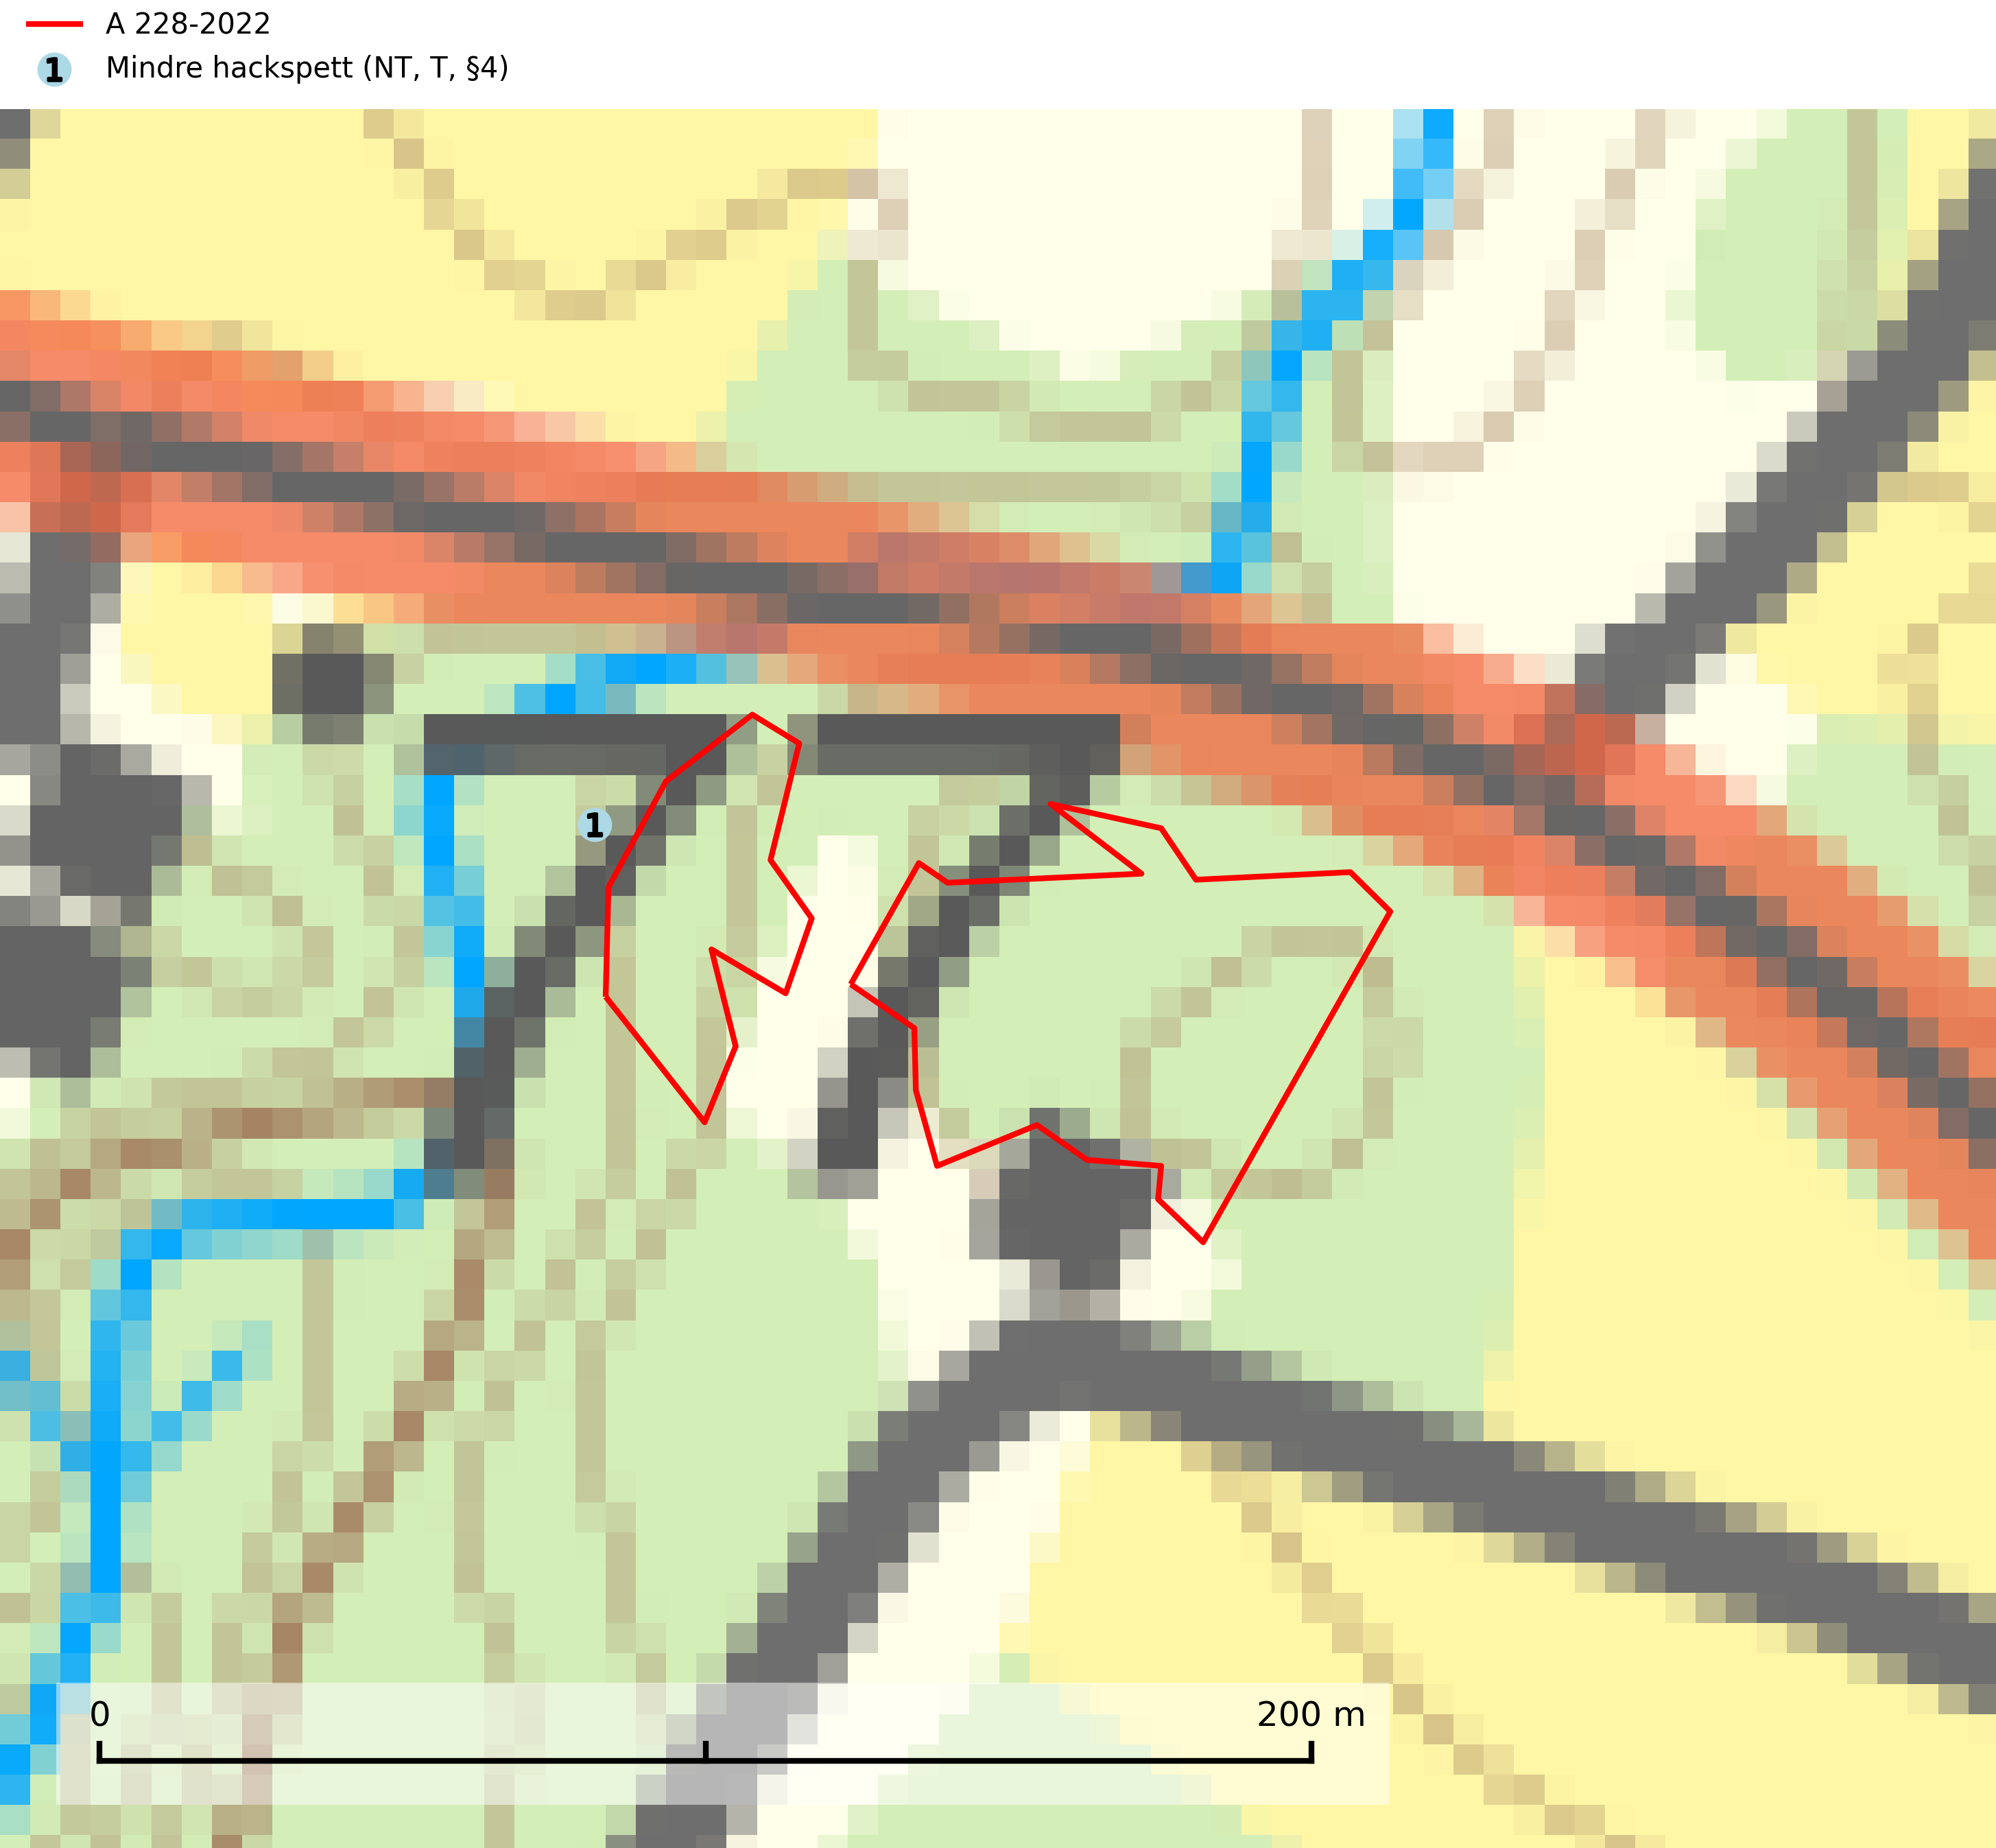 A 228-2022
1 Mindre hackspett (NT, T, §4)
1
0 200 m